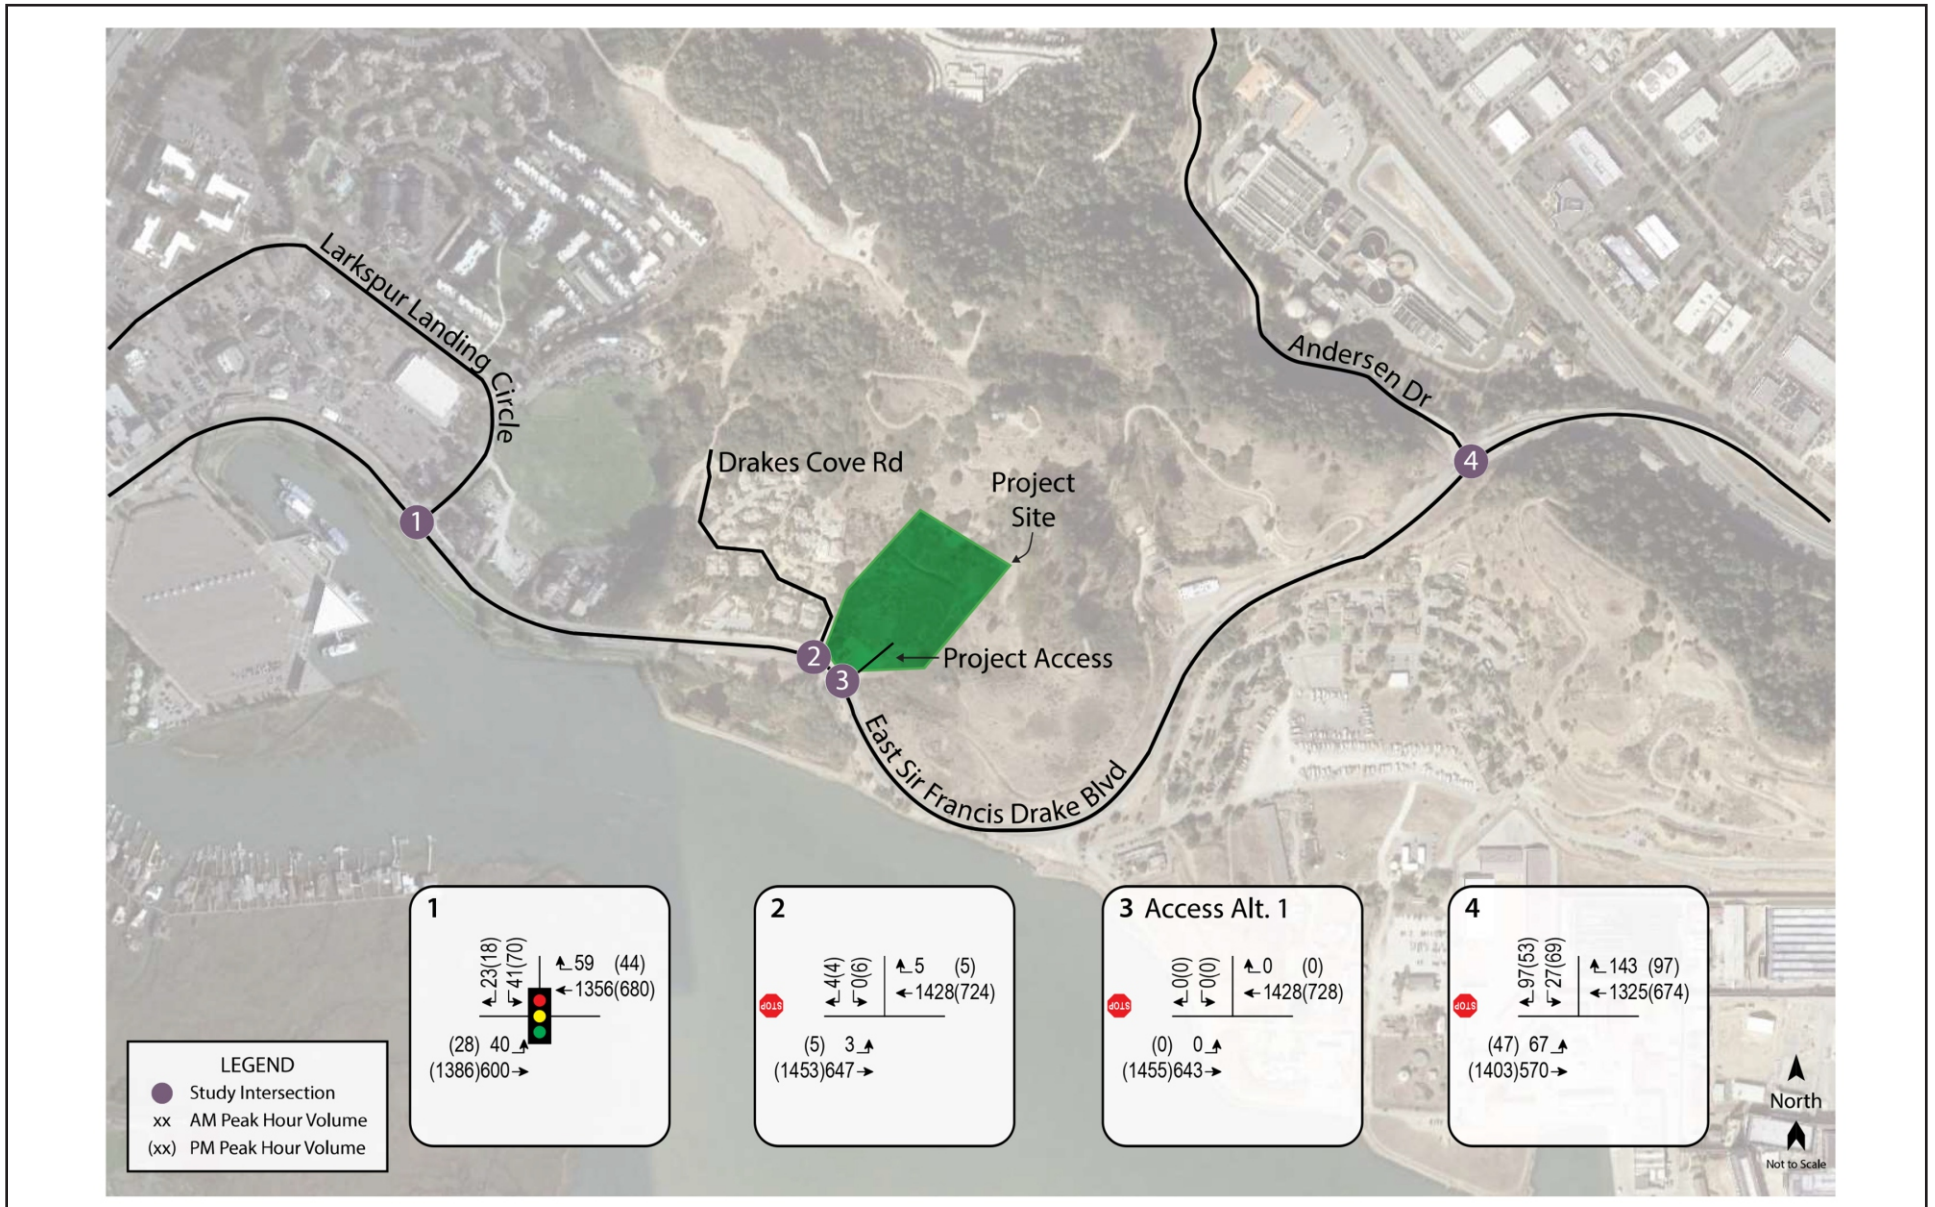 Larkspur Landing Circle
Andersen Dr
Drakes Cove Rd
Project
Site
Project Access
East Sir Francis Drake Blvd
1
2
3
4
1
23(18)
41(70)
59 (44)
1356(680)
(28) 40
(1386)600
2
STOP
4(4)
0(6)
5 (5)
1428(724)
(5) 3
(1453)647
3 Access Alt. 1
STOP
0(0)
0(0)
0 (0)
1428(728)
(0) 0
(1455)643
4
STOP
97(53)
27(69)
143 (97)
1325(674)
(47) 67
(1403)570
LEGEND
Study Intersection
xx AM Peak Hour Volume
(xx) PM Peak Hour Volume
North
Not to Scale